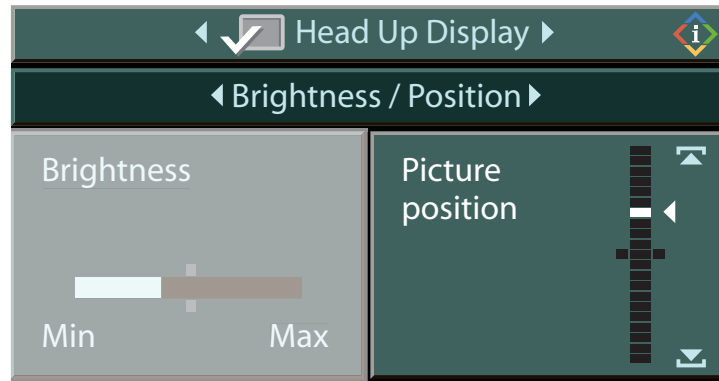 Head Up Display
i
Brightness / Position
Brightness
Min Max
Picture
position